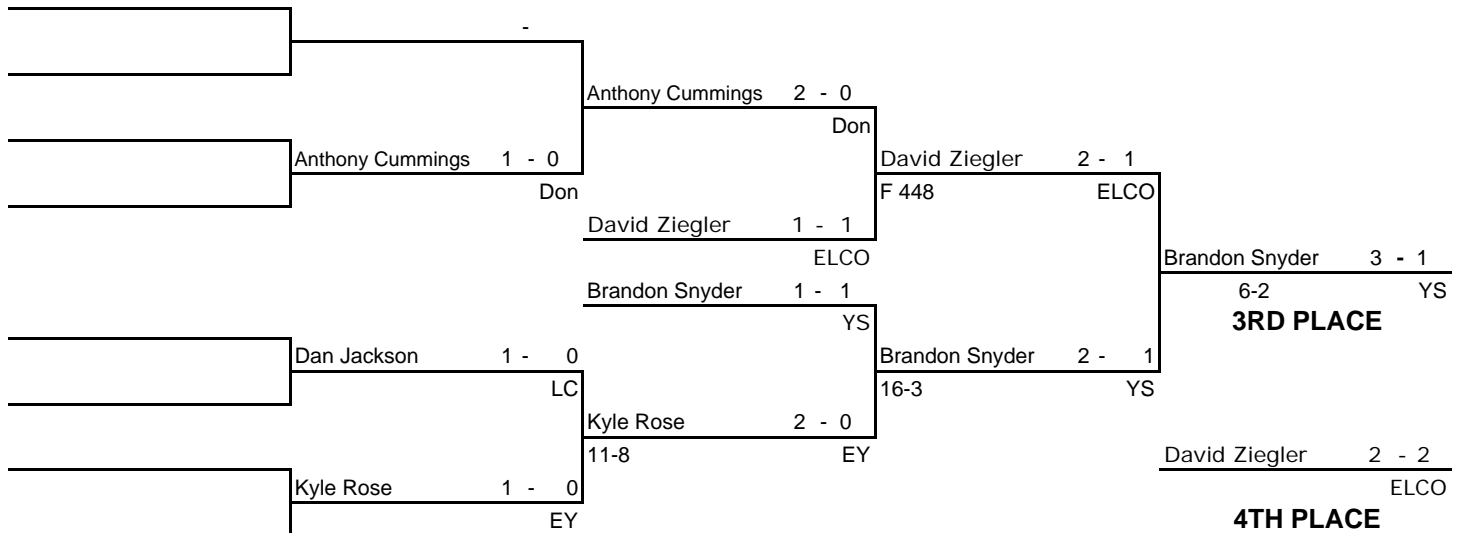 -
Anthony Cummings 2 - 0
Don
Anthony Cummings 1 - 0
Don
David Ziegler 2 - 1
F 448 ELCO
David Ziegler 1 - 1
ELCO
Brandon Snyder 3 - 1
6-2 YS
3RD PLACE
Brandon Snyder 1 - 1
YS
Dan Jackson 1 - 0
LC
Brandon Snyder 2 - 1
16-3 YS
Kyle Rose 2 - 0
11-8 EY
David Ziegler 2 - 2
ELCO
4TH PLACE
Kyle Rose 1 - 0
EY